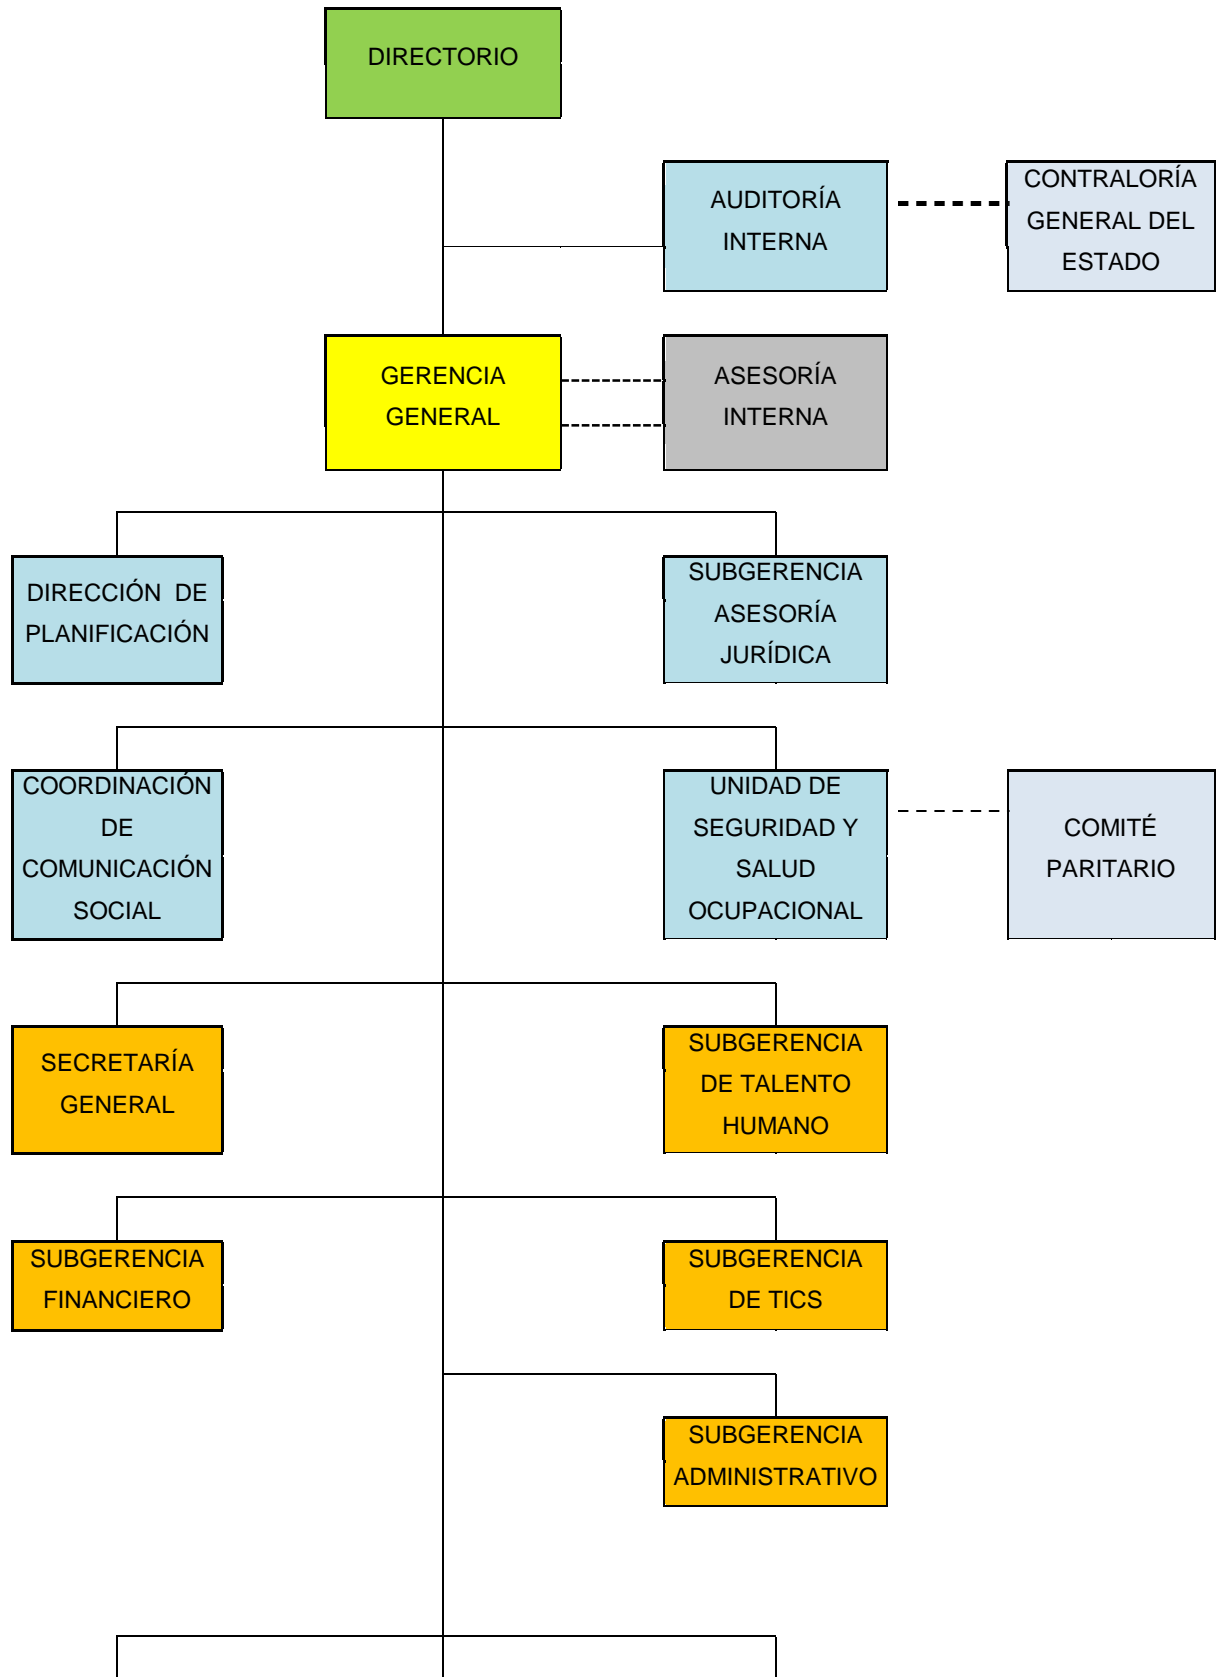 DIRECTORIO
AUDITORÍA
INTERNA
CONTRALORÍA
GENERAL DEL
ESTADO
GERENCIA
GENERAL
ASESORÍA
INTERNA
DIRECCIÓN DE
PLANIFICACIÓN
SUBGERENCIA
ASESORÍA
JURÍDICA
COORDINACIÓN
DE
COMUNICACIÓN
SOCIAL
UNIDAD DE
SEGURIDAD Y
SALUD
OCUPACIONAL
COMITÉ
PARITARIO
SECRETARÍA
GENERAL
SUBGERENCIA
DE TALENTO
HUMANO
SUBGERENCIA
FINANCIERO
SUBGERENCIA
DE TICS
SUBGERENCIA
ADMINISTRATIVO